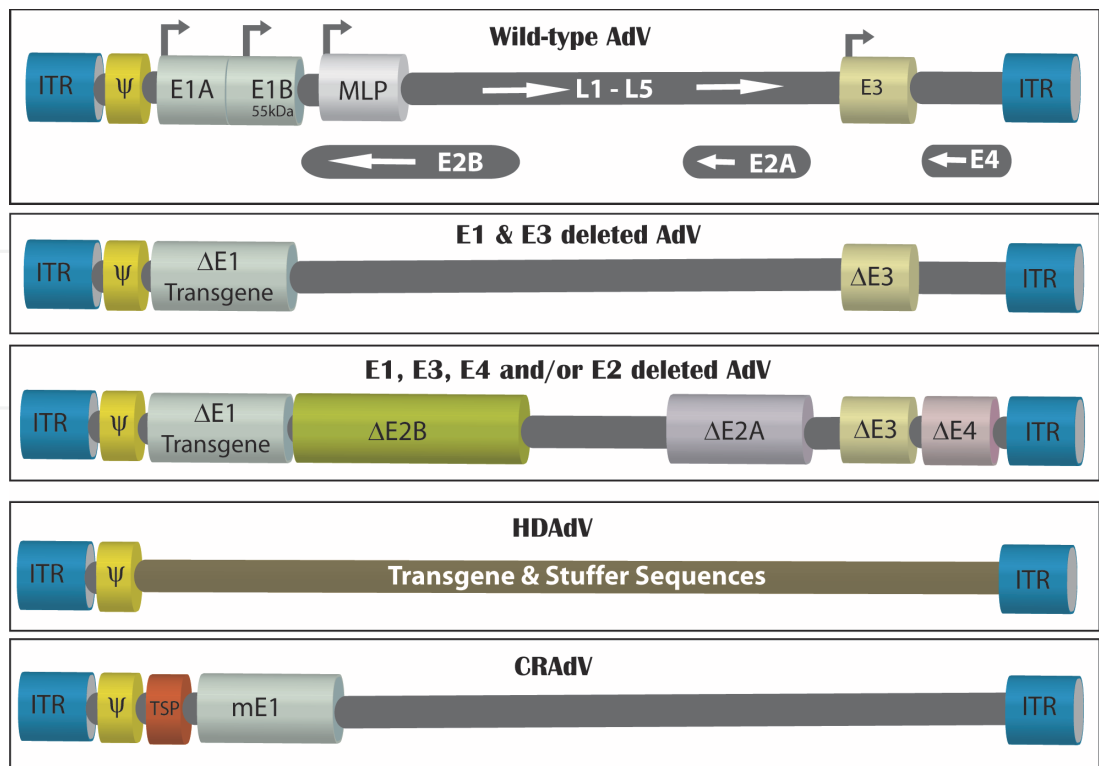 Wild-type AdV
ITR ψ E1A E1B MLP L1 - L5 E3 ITR
55kDa
E2B E2A E4
E1 & E3 deleted AdV
ITR ψ ΔE1 ΔE3 ITR
Transgene
E1, E3, E4 and/or E2 deleted AdV
ITR ψ ΔE1 ΔE2B ΔE2A ΔE3 ΔE4 ITR
Transgene
HDAdV
ITR ψ Transgene & Stuffer Sequences ITR
CRAdV
ITR ψ TSP mE1 ITR